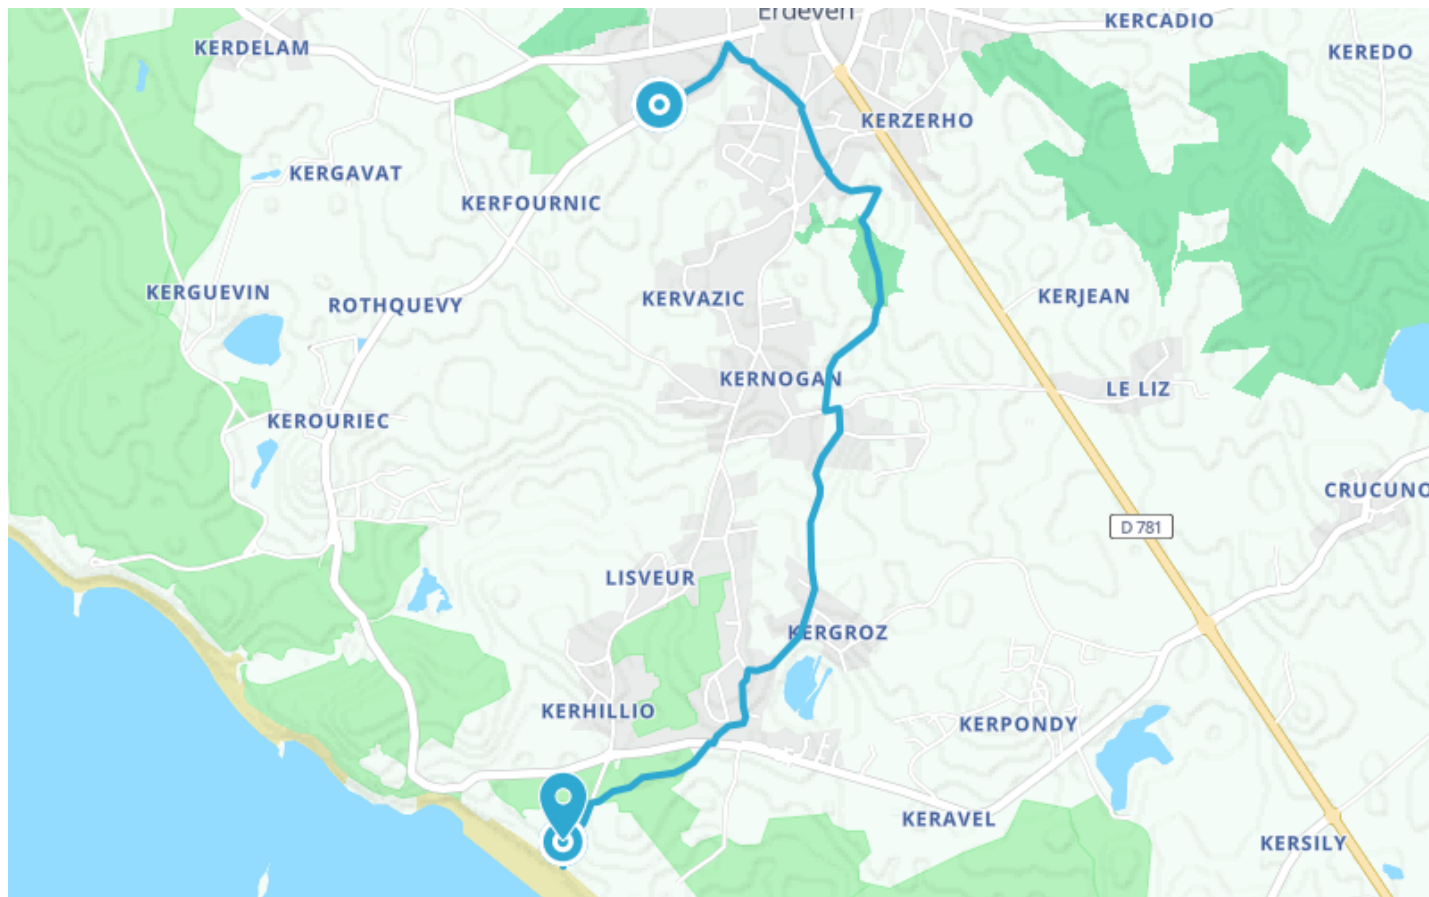 Erdeven
KERCADIO
KERDELAM
KEREDO
KERZERHO
KERGAVAT
KERFOURNIC
KERGUEVIN
ROTHQUEVY
KERVAZIC
KERJEAN
KERNOGAN
LE LIZ
KEROURIEC
CRUCUNO
D 781
LISVEUR
KERGROZ
KERHILLIO
KERPONDY
KERAVEL
KERSILY